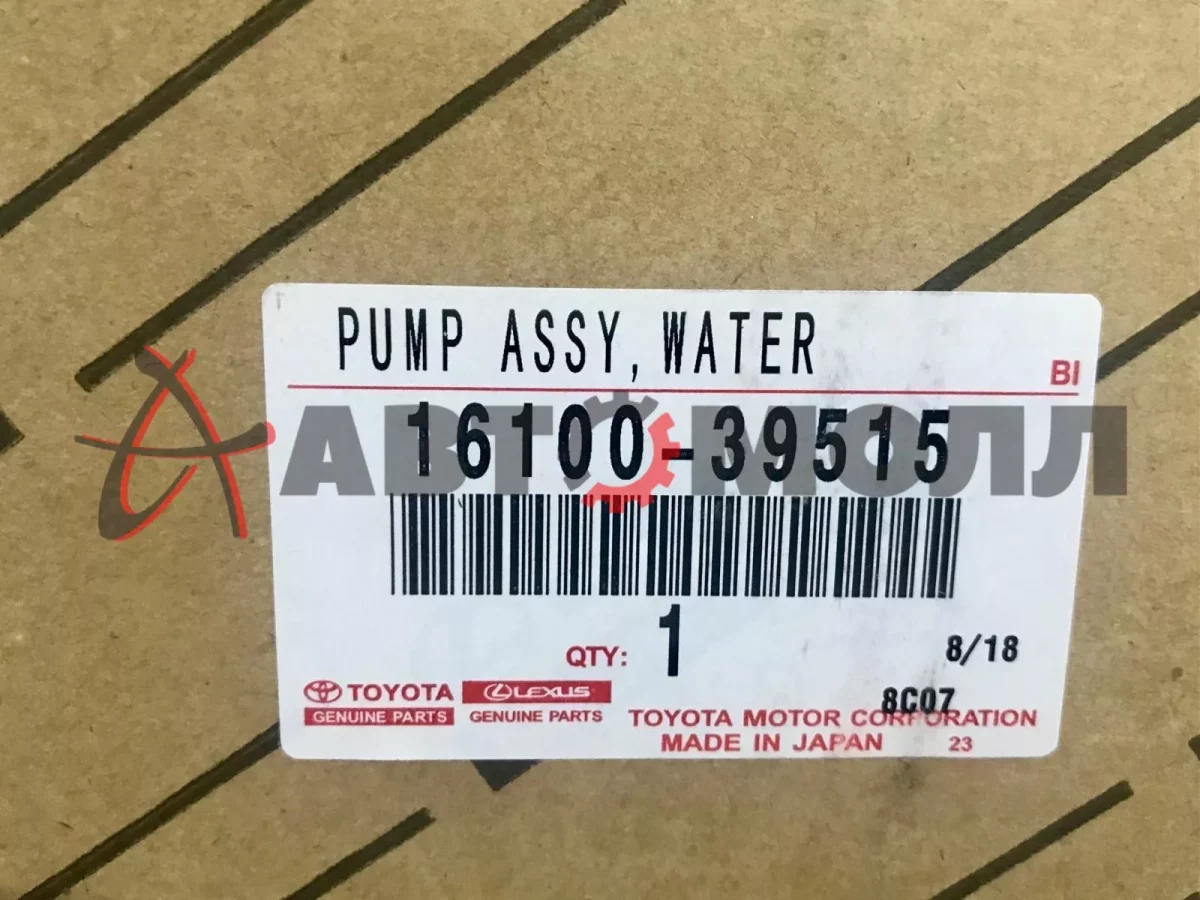 PUMP ASSY, WATER
BI
16100-39515
АВТОМОЛЛ
QTY: 1
8/18
8C07
TOYOTA
GENUINE PARTS
LEXUS
GENUINE PARTS
TOYOTA MOTOR CORPORATION
MADE IN JAPAN 23